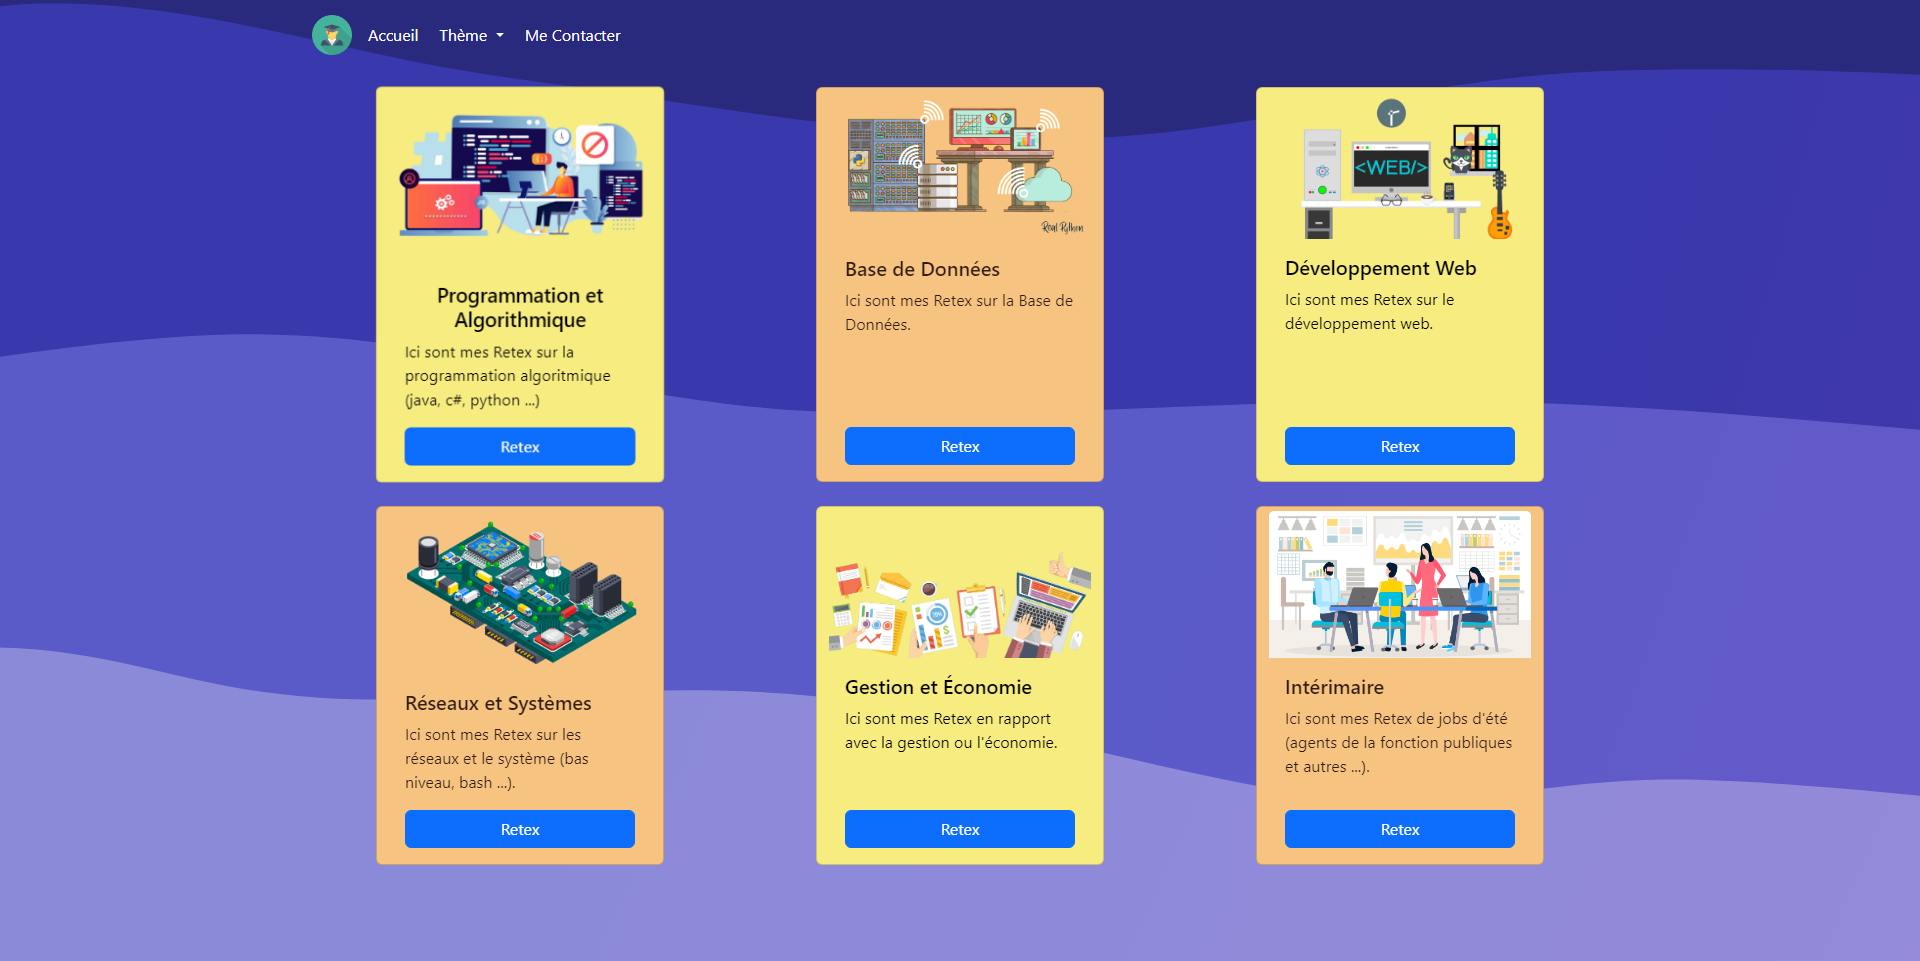 Accueil
Thème
Me Contacter
Programmation et
Algorithmique
Ici sont mes Retex sur la
programmation algoritmique
(java, c#, python ...)
Retex
Real Python
Base de Données
Ici sont mes Retex sur la Base de
Données.
Retex
<WEB/>
Développement Web
Ici sont mes Retex sur le
développement web.
Retex
Réseaux et Systèmes
Ici sont mes Retex sur les
réseaux et le système (bas
niveau, bash ...).
Retex
Gestion et Économie
Ici sont mes Retex en rapport
avec la gestion ou l'économie.
Retex
Intérimaire
Ici sont mes Retex de jobs d'été
(agents de la fonction publiques
et autres ...).
Retex